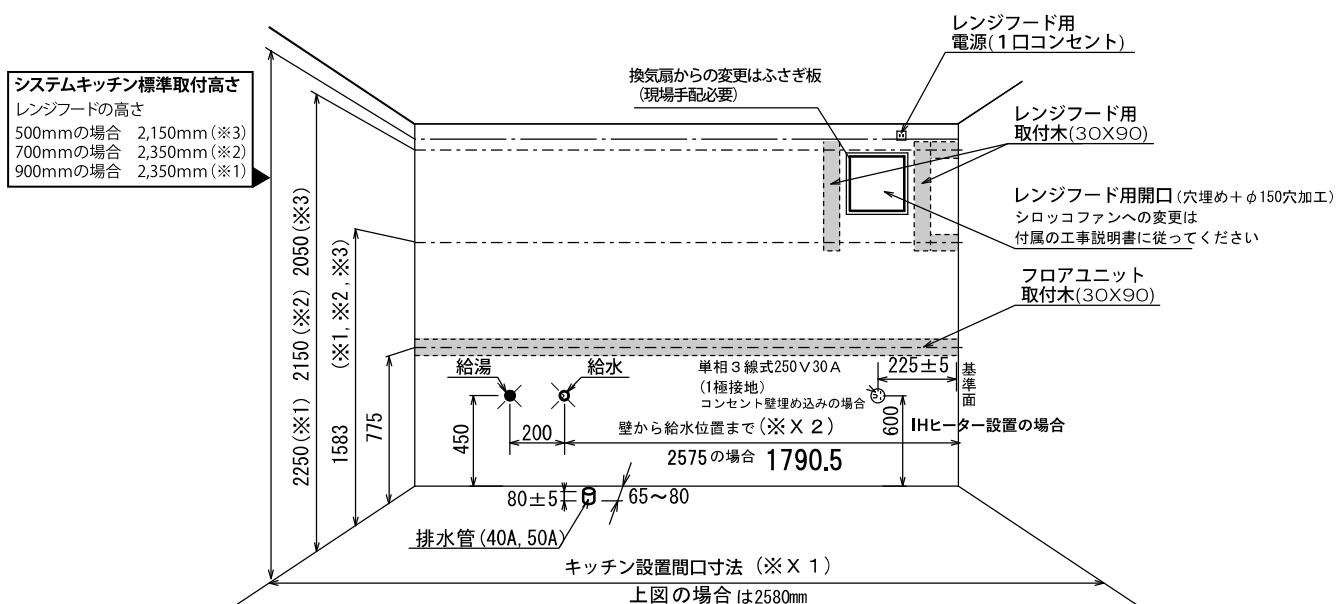 レンジフード用
電源(1口コンセント)
システムキッチン標準取付高さ
レンジフードの高さ
500mmの場合 2,150mm(※3)
700mmの場合 2,350mm(※2)
900mmの場合 2,350mm(※1)
換気扇からの変更はふさぎ板
(現場手配必要)
レンジフード用
取付木(30X90)
レンジフード用開口(穴埋め+φ150穴加工)
シロッコファンへの変更は
付属の工事説明書に従ってください
フロアユニット
取付木(30X90)
2250(※1) 2150(※2) 2050(※3)
1583 (※1,※2,※3)
775
給湯
給水
単相3線式250V30A
(1極接地)
コンセント壁埋め込みの場合
225±5
基準面
450
200
壁から給水位置まで(※X2)
2575の場合 1790.5
600
IHヒーター設置の場合
80±5
65~80
排水管(40A,50A)
キッチン設置間口寸法 (※X1)
上図の場合は2580mm